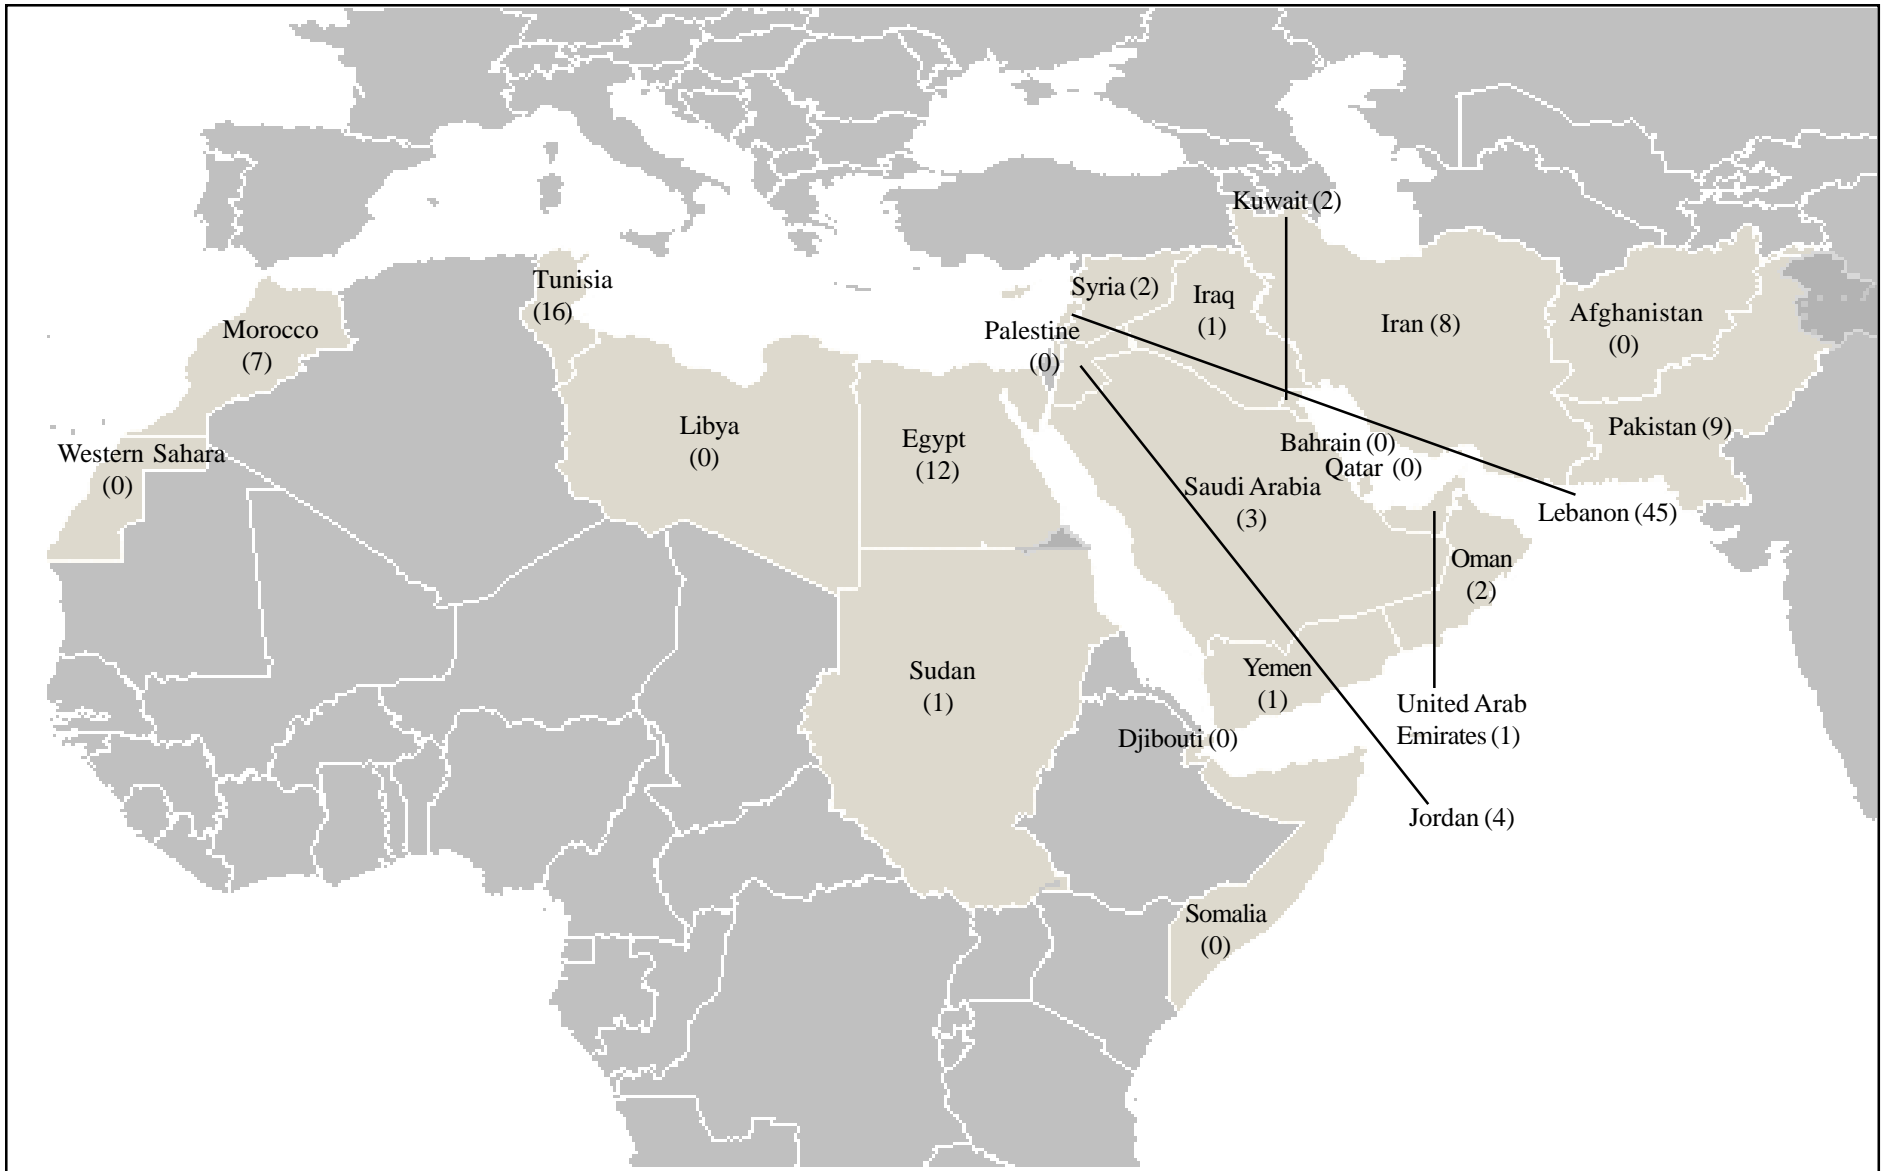 Kuwait (2)
Tunisia
(16)
Syria (2)
Iraq
(1)
Morocco
(7)
Palestine
(0)
Iran (8)
Afghanistan
(0)
Libya
(0)
Egypt
(12)
Pakistan (9)
Western Sahara
(0)
Bahrain (0)
Qatar (0)
Saudi Arabia
(3)
Lebanon (45)
Oman
(2)
Sudan
(1)
Yemen
(1)
United Arab
Emirates (1)
Djibouti (0)
Jordan (4)
Somalia
(0)